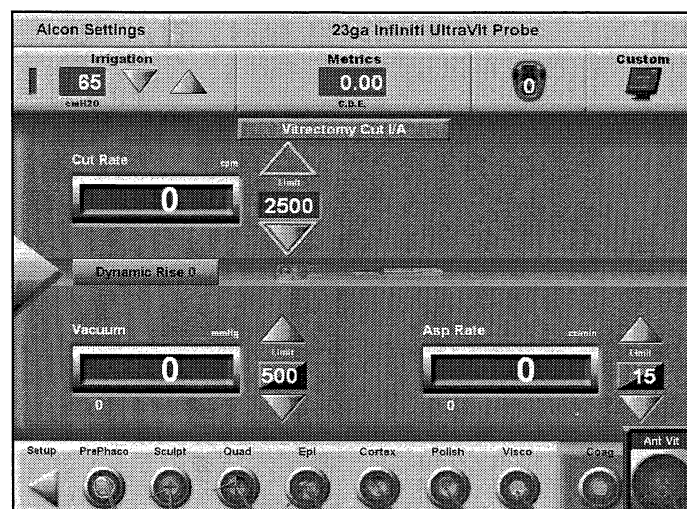 Alcon Settings 23ga Infiniti UltraVit Probe
Irrigation Metrics Custom
65 0.00 0
cmH20 C.D.E.
Vitrectomy Cut I/A
Cut Rate cpm
Limit
0 2500
Dynamic Rise 0
Vacuum mmHg Asp Rate cc/min
Limit Limit
0 500 0 15
0 0
Setup PrePhaco Sculpt Quad Epi Cortex Polish Visco Coag Ant Vit